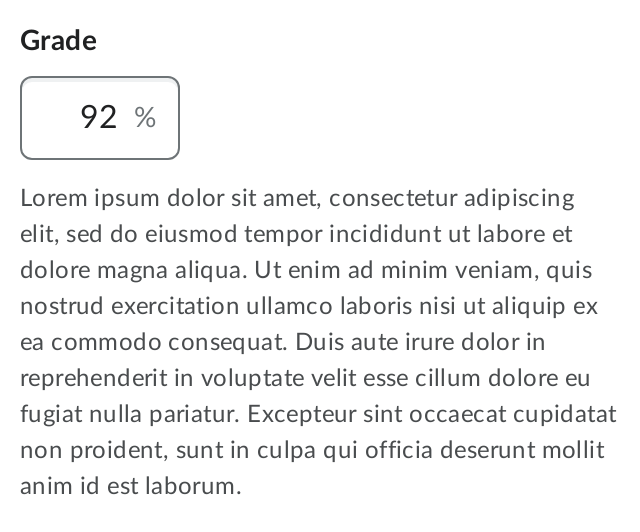 Grade
92 %
Lorem ipsum dolor sit amet, consectetur adipiscing
elit, sed do eiusmod tempor incididunt ut labore et
dolore magna aliqua. Ut enim ad minim veniam, quis
nostrud exercitation ullamco laboris nisi ut aliquip ex
ea commodo consequat. Duis aute irure dolor in
reprehenderit in voluptate velit esse cillum dolore eu
fugiat nulla pariatur. Excepteur sint occaecat cupidatat
non proident, sunt in culpa qui officia deserunt mollit
anim id est laborum.